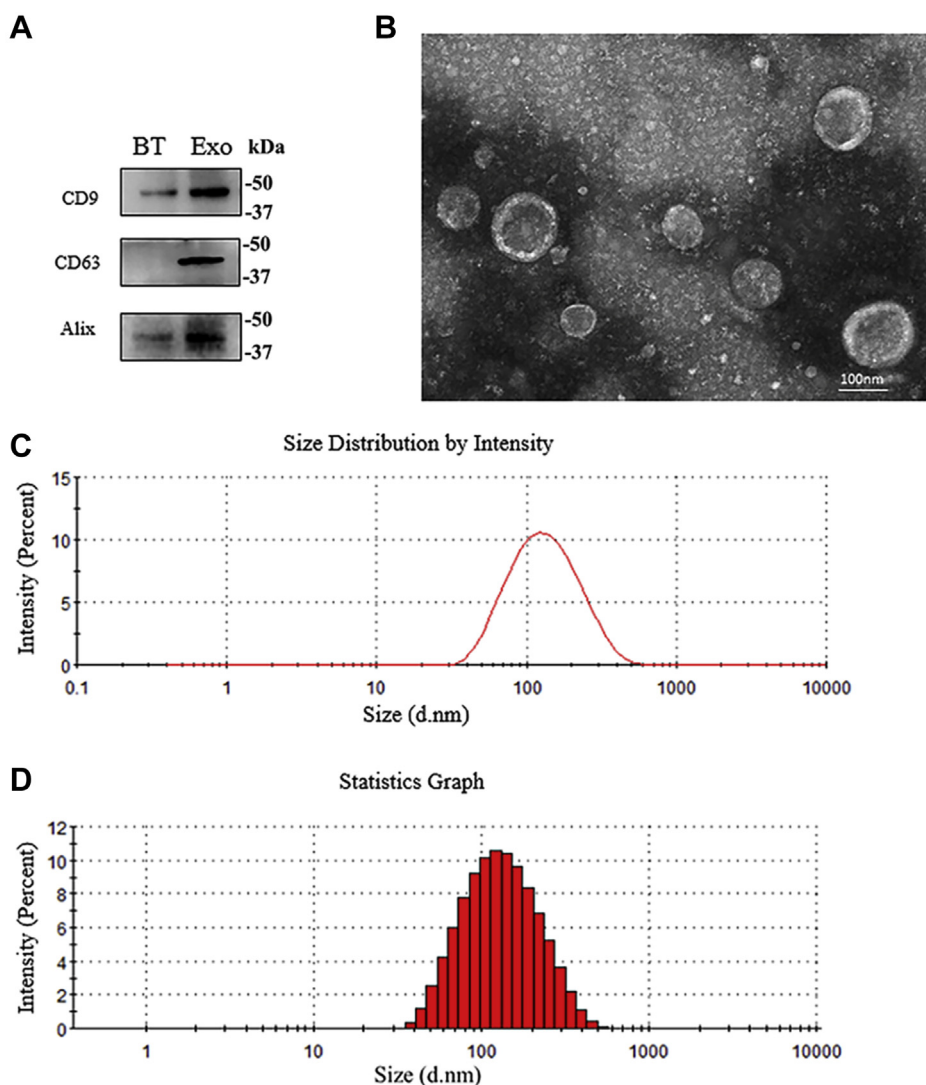 A
BT Exo kDa
CD9
-50
-37
CD63
-50
-37
Alix
-50
-37
B
100nm
C
Size Distribution by Intensity
Intensity (Percent)
15
10
5
0
0.1 1 10 100 1000 10000
Size (d.nm)
D
Statistics Graph
Intensity (Percent)
12
10
8
6
4
2
0
1 10 100 1000 10000
Size (d.nm)